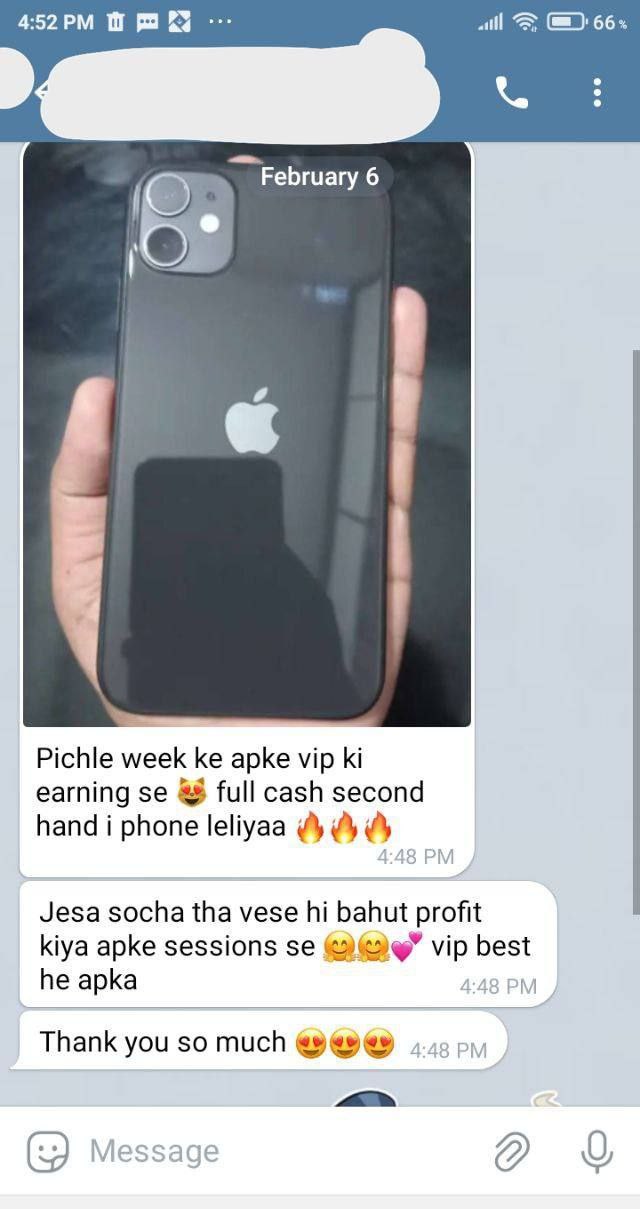 4:52 PM ... 66%
February 6
Pichle week ke apke vip ki
earning se 😻 full cash second
hand i phone leliyaa 🔥🔥🔥
4:48 PM
Jesa socha tha vese hi bahut profit
kiya apke sessions se 🤗🤗💕 vip best
he apka 4:48 PM
Thank you so much 😍😍😍 4:48 PM
Message